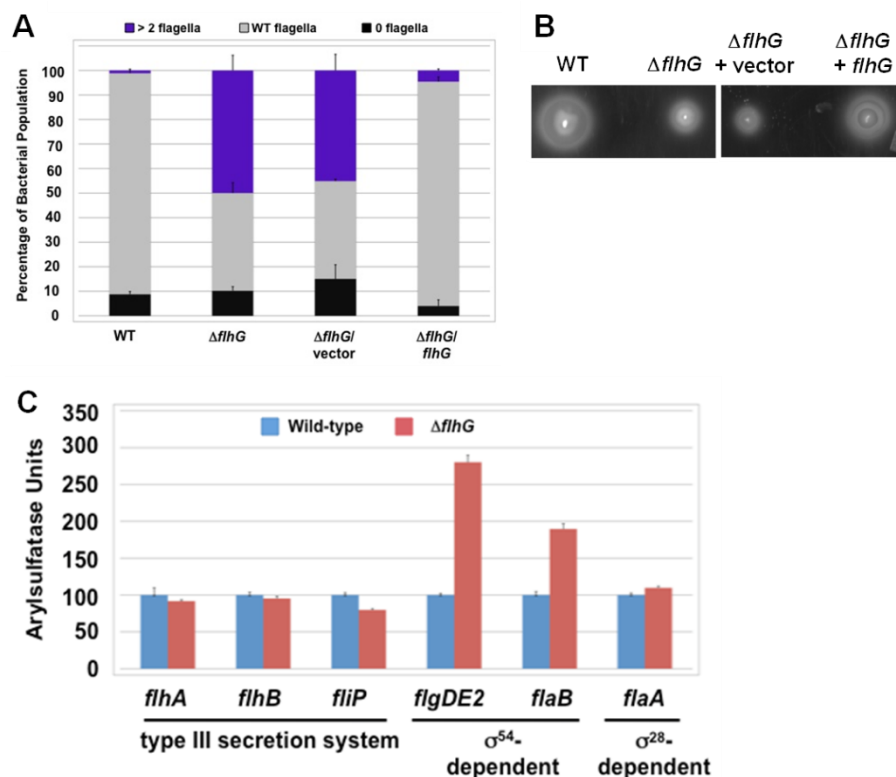 A
> 2 flagella WT flagella 0 flagella
Percentage of Bacterial Population
100
90
80
70
60
50
40
30
20
10
0
WT ΔflhG ΔflhG/ ΔflhG/
vector flhG
B
ΔflhG ΔflhG
WT ΔflhG + vector + flhG
C
Wild-type ΔflhG
Arylsulfatase Units
350
300
250
200
150
100
50
0
flhA flhB fliP flgDE2 flaB flaA
type III secretion system σ54- σ28-
dependent dependent